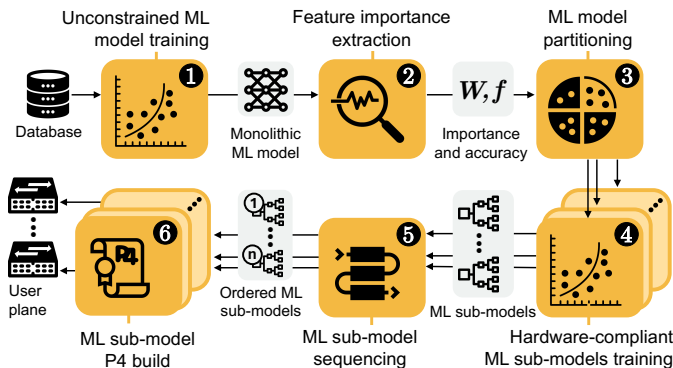 Unconstrained ML
model training
Feature importance
extraction
ML model
partitioning
1
2
3
W, f
Database
Monolithic
ML model
Importance
and accuracy
6
5
4
1
n
P4
User
plane
Ordered ML
sub-models
ML sub-models
ML sub-model
P4 build
ML sub-model
sequencing
Hardware-compliant
ML sub-models training